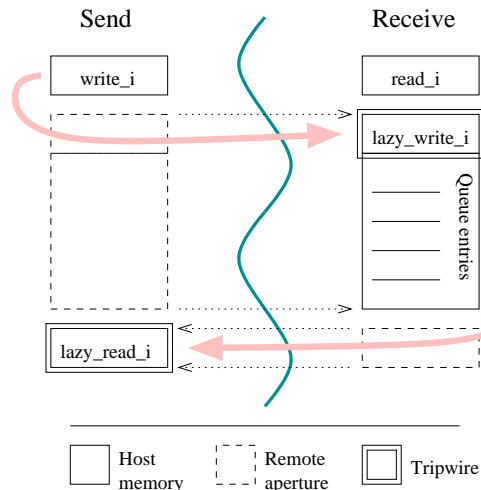 Send
Receive
write_i
read_i
lazy_write_i
Queue entries
lazy_read_i
Host
memory
Remote
aperture
Tripwire